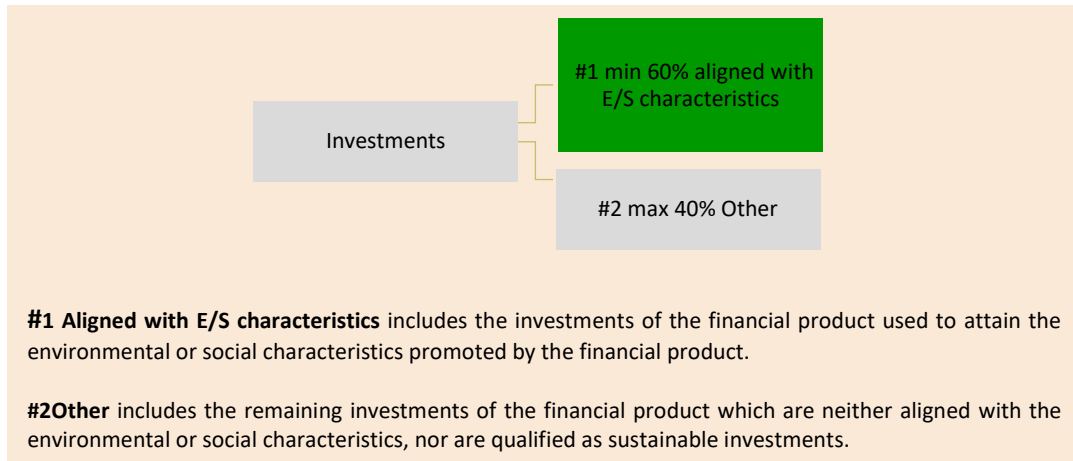 #1 min 60% aligned with
E/S characteristics
Investments
#2 max 40% Other
#1 Aligned with E/S characteristics includes the investments of the financial product used to attain the
environmental or social characteristics promoted by the financial product.
#2Other includes the remaining investments of the financial product which are neither aligned with the
environmental or social characteristics, nor are qualified as sustainable investments.